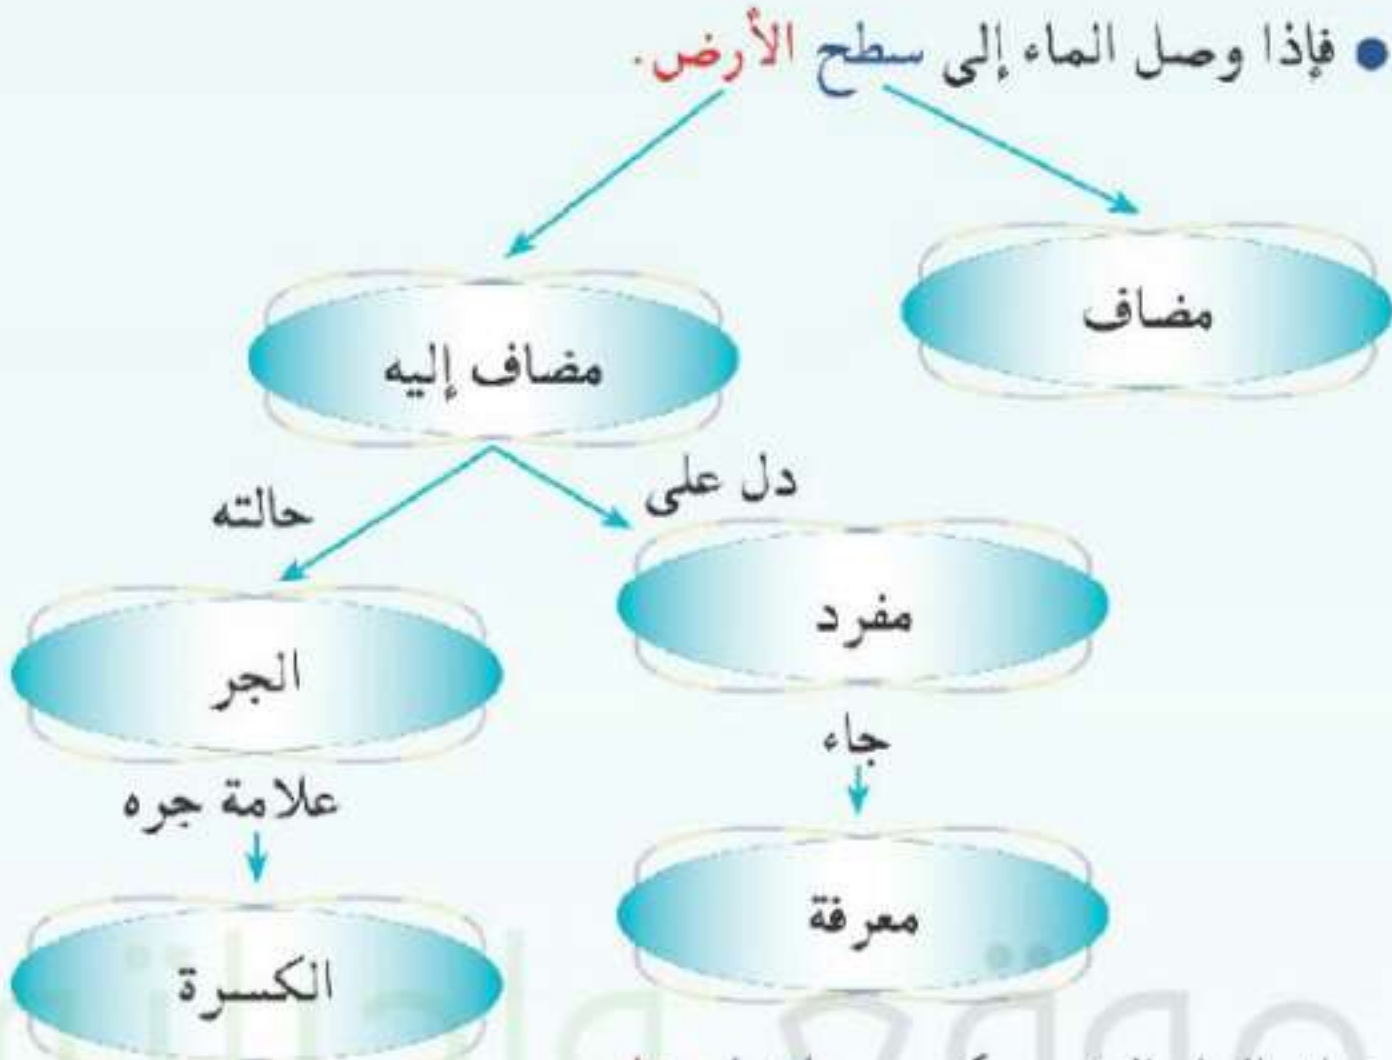 ● فإذا وصل الماء إلى سطح الأرض.
مضاف
مضاف إليه
دل على
حالته
مفرد
الجر
جاء
علامة جره
معرفة
الكسرة